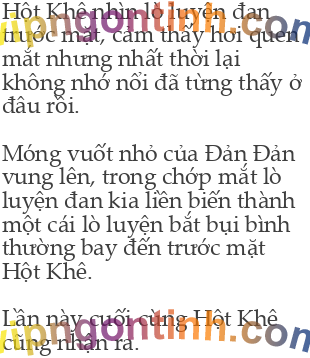 Hột Khê nhìn lò luyện đan
trước mặt, cảm thấy hơi quen
mắt nhưng nhất thời lại
không nhớ nổi đã từng thấy ở
đâu rồi.

Móng vuốt nhỏ của Đản Đản
vung lên, trong chớp mắt lò
luyện đan kia liền biến thành
một cái lò luyện bắt bụi bình
thường bay đến trước mặt
Hột Khê.

Lần này cuối cùng Hột Khê
cũng nhận ra.
vipngontinh.com
vipngontinh.com